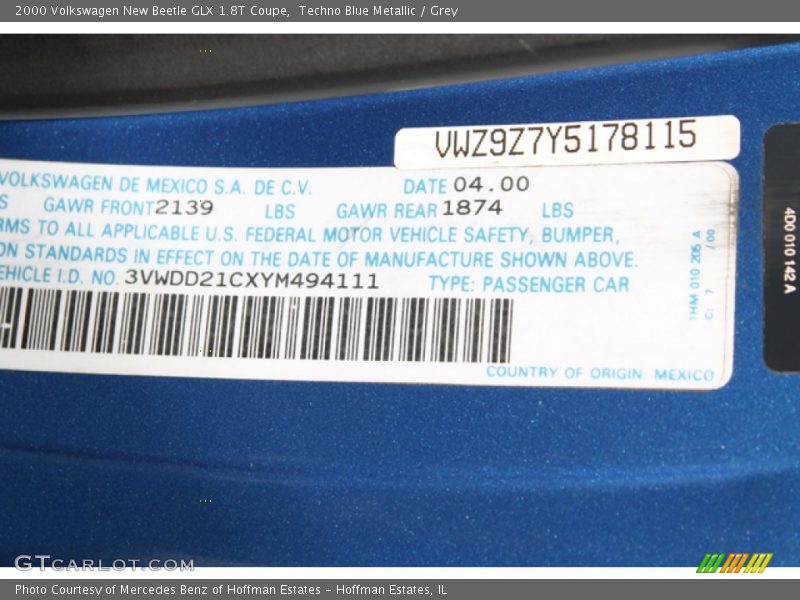 2000 Volkswagen New Beetle GLX 1.8T Coupe, Techno Blue Metallic / Grey
VWZ9Z7Y5178115
VOLKSWAGEN DE MEXICO S.A. DE C.V. DATE 04.00
S GAWR FRONT 2139 LBS GAWR REAR 1874 LBS
RMS TO ALL APPLICABLE U.S. FEDERAL MOTOR VEHICLE SAFETY, BUMPER,
ON STANDARDS IN EFFECT ON THE DATE OF MANUFACTURE SHOWN ABOVE.
EHICLE I.D. NO. 3VWDD21CXYM494111 TYPE: PASSENGER CAR
COUNTRY OF ORIGIN: MEXICO
1HM 010 205 A
C: 7 /00
4D0 010 142 A
GTCARLOT.COM
Photo Courtesy of Mercedes Benz of Hoffman Estates - Hoffman Estates, IL